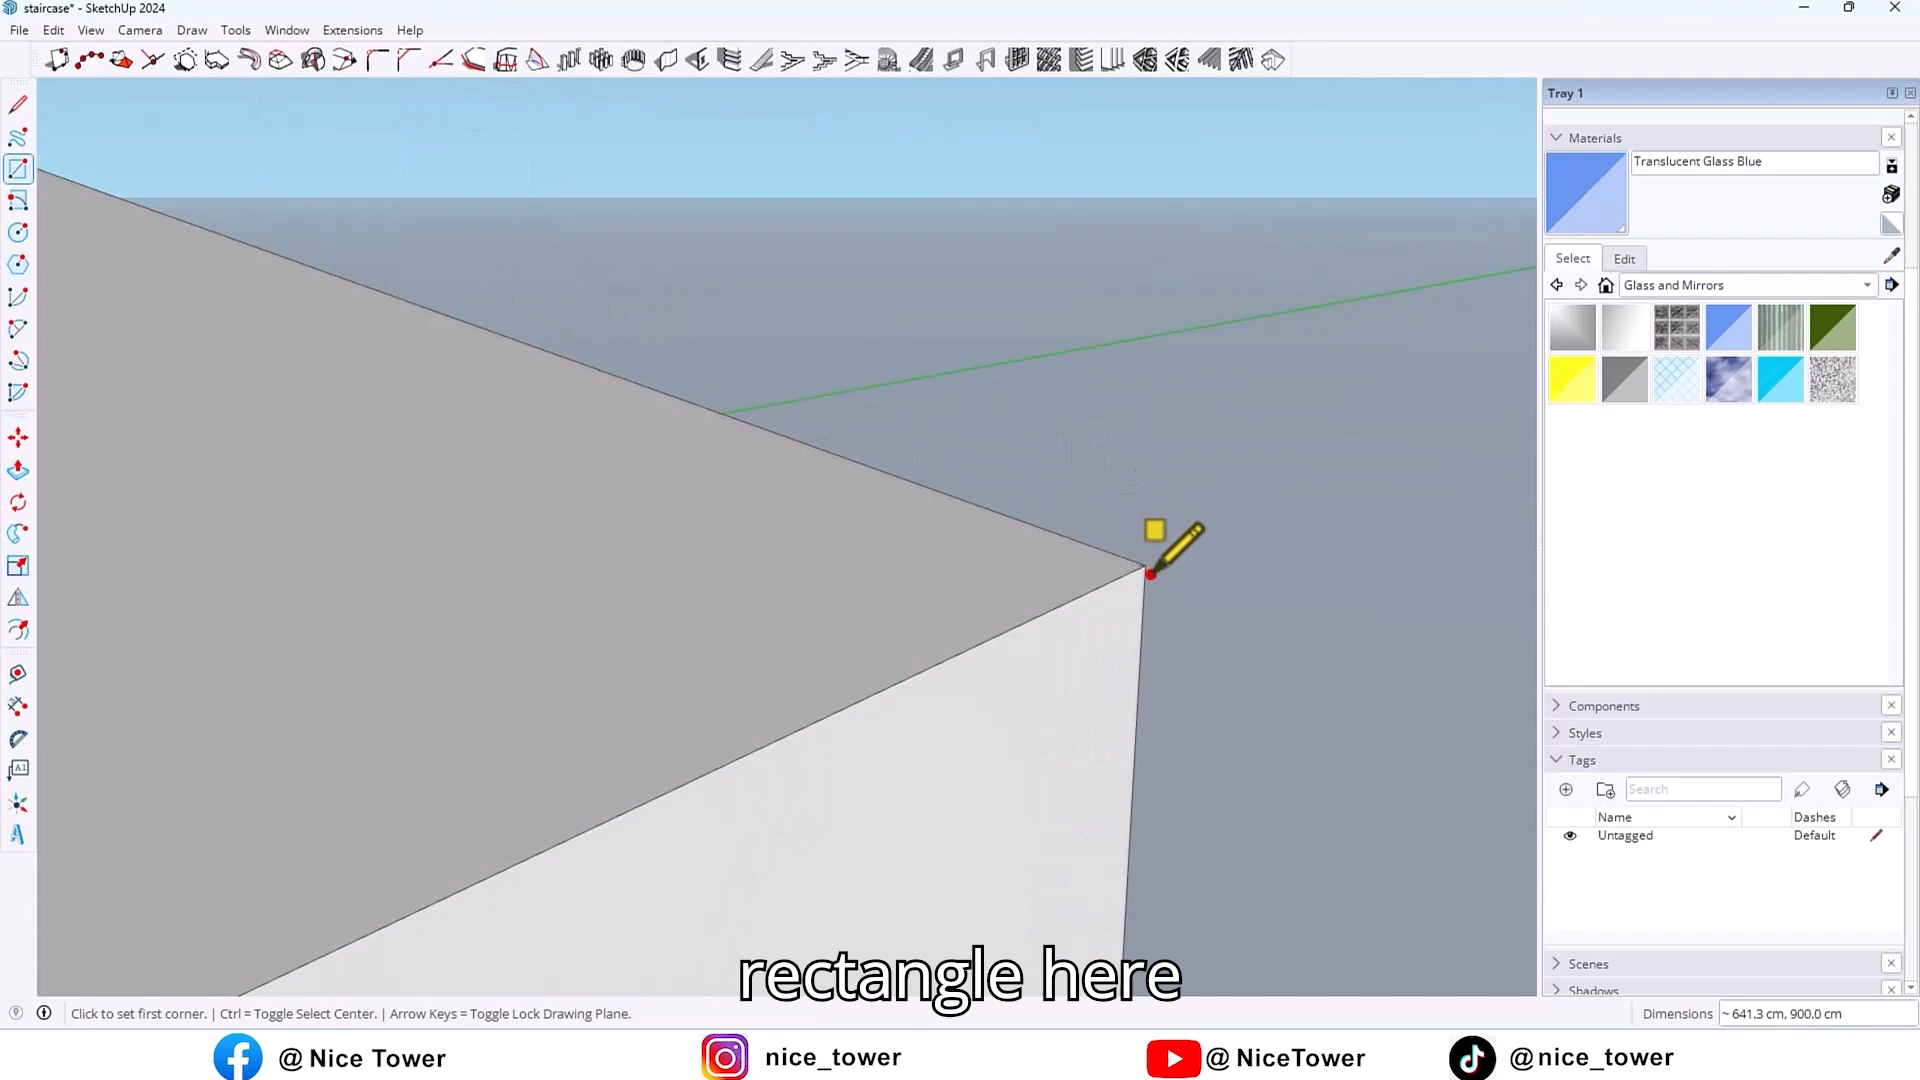 staircase* - SketchUp 2024
File Edit View Camera Draw Tools Window Extensions Help
Tray 1
Materials
Translucent Glass Blue
Select Edit
Glass and Mirrors
Components
Styles
Tags
Search
Name Dashes
Untagged Default
Scenes
Shadows
A1
rectangle here
Click to set first corner. | Ctrl = Toggle Select Center. | Arrow Keys = Toggle Lock Drawing Plane.
Dimensions ~ 641.3 cm, 900.0 cm
@ Nice Tower nice_tower @ NiceTower @nice_tower